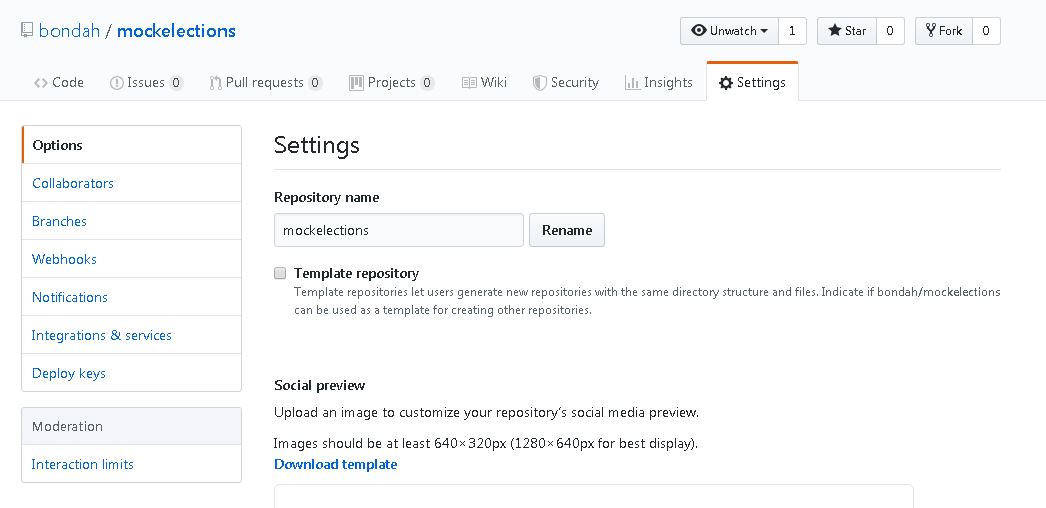 bondah / mockelections
Unwatch 1 Star 0 Fork 0
Code Issues 0 Pull requests 0 Projects 0 Wiki Security Insights Settings
Options
Collaborators
Branches
Webhooks
Notifications
Integrations & services
Deploy keys
Moderation
Interaction limits
Settings
Repository name
mockelections Rename
Template repository
Template repositories let users generate new repositories with the same directory structure and files. Indicate if bondah/mockelections
can be used as a template for creating other repositories.
Social preview
Upload an image to customize your repository's social media preview.
Images should be at least 640×320px (1280×640px for best display).
Download template